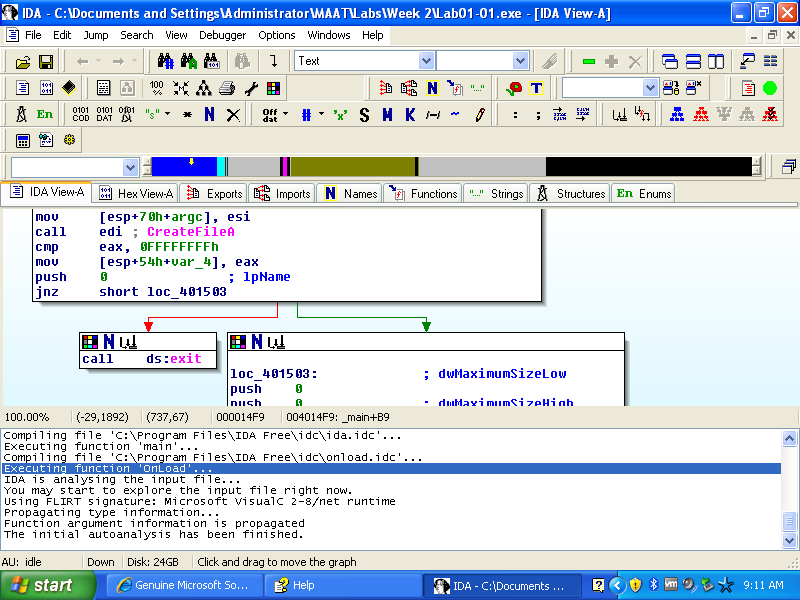 IDA - C:\Documents and Settings\Administrator\MAAT\Labs\Week 2\Lab01-01.exe - [IDA View-A]
File Edit Jump Search View Debugger Options Windows Help
Text
100 %
En 0101 COD 0101 DAT "s" * N Off dat # 'x' S M K : ;
IDA View-A Hex View-A Exports Imports N Names Functions "..." Strings Structures En Enums
mov [esp+70h+argc], esi
call edi ; CreateFileA
cmp eax, 0FFFFFFFFh
mov [esp+54h+var_4], eax
push 0 ; lpName
jnz short loc_401503
call ds:exit
loc_401503: ; dwMaximumSizeLow
push 0
push 0 ; dwMaximumSizeHigh
100.00% (-29,1892) (737,67) 000014F9 004014F9: _main+B9
Compiling file 'C:\Program Files\IDA Free\idc\ida.idc'...
Executing function 'main'...
Compiling file 'C:\Program Files\IDA Free\idc\onload.idc'...
Executing function 'OnLoad'...
IDA is analysing the input file...
You may start to explore the input file right now.
Using FLIRT signature: Microsoft VisualC 2-8/net runtime
Propagating type information...
Function argument information is propagated
The initial autoanalysis has been finished.
AU: idle Down Disk: 24GB Click and drag to move the graph
start Genuine Microsoft So... Help IDA - C:\Documents ... 9:11 AM